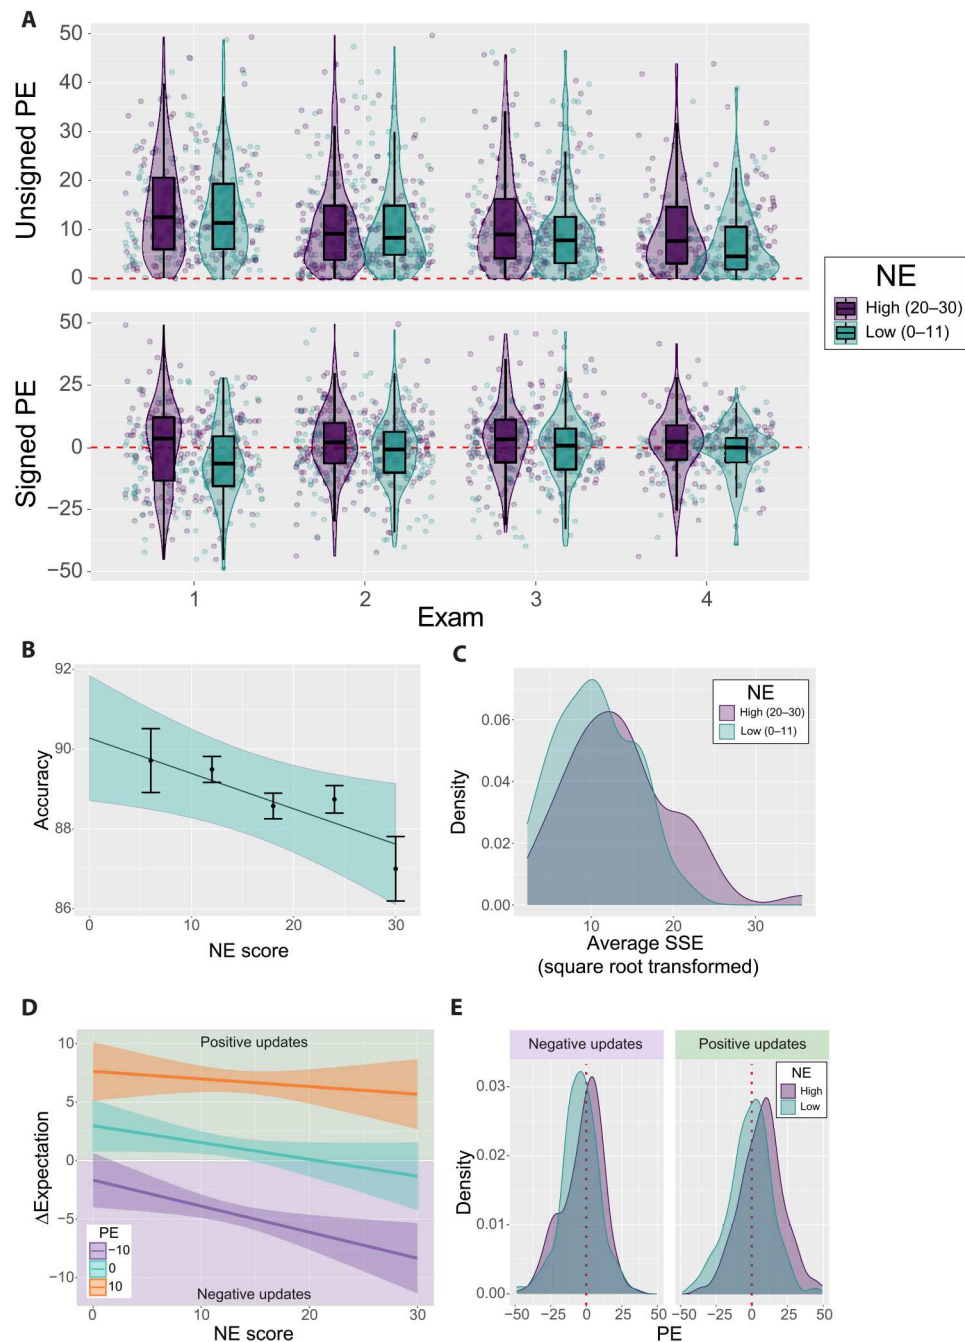 A
Unsigned PE
50
40
30
20
10
0
Signed PE
50
25
0
−25
−50
1 2 3 4
Exam
NE
High (20–30)
Low (0–11)
B
Accuracy
92
90
88
86
0 10 20 30
NE score
C
Density
0.06
0.04
0.02
0.00
10 20 30
Average SSE
(square root transformed)
NE
High (20–30)
Low (0–11)
D
ΔExpectation
10
5
0
−5
−10
Positive updates
Negative updates
PE
−10
0
10
0 10 20 30
NE score
E
Negative updates Positive updates
Density
0.03
0.02
0.01
0.00
NE
High
Low
−50 −25 0 25 50 −50 −25 0 25 50
PE